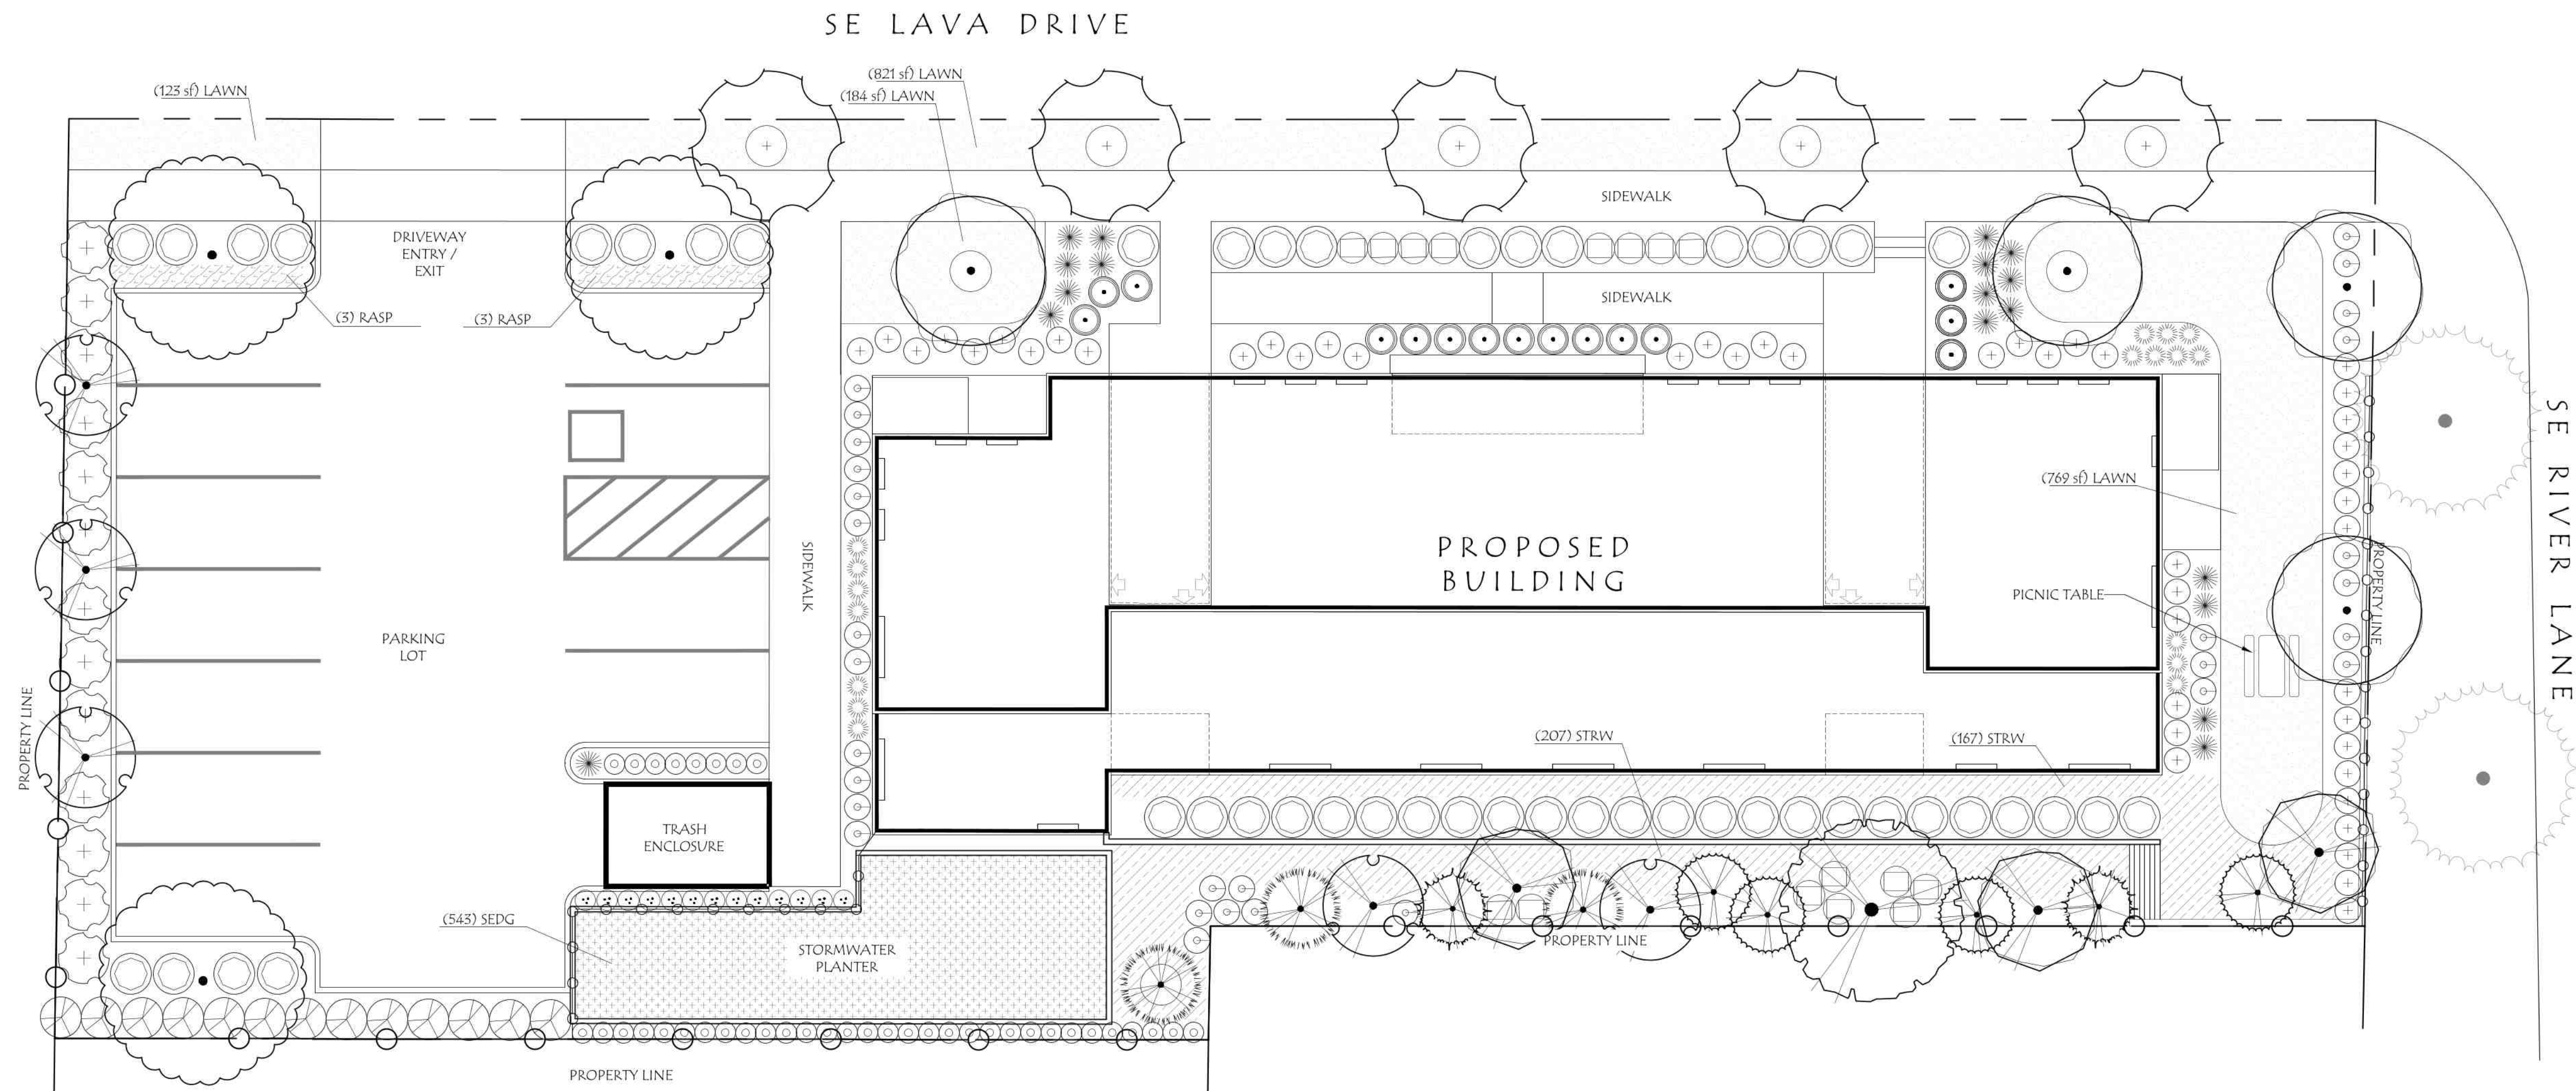 SE LAVA DRIVE
(821 sf) LAWN
(123 sf) LAWN
(184 sf) LAWN
SIDEWALK
DRIVEWAY
ENTRY /
EXIT
SIDEWALK
(3) RASP
(3) RASP
SE RIVER LANE
(769 sf) LAWN
PROPOSED
BUILDING
SIDEWALK
PROPERTY LINE
PICNIC TABLE
PARKING
LOT
PROPERTY LINE
(207) STRW
(167) STRW
TRASH
ENCLOSURE
(543) SEDG
STORMWATER
PLANTER
PROPERTY LINE
PROPERTY LINE